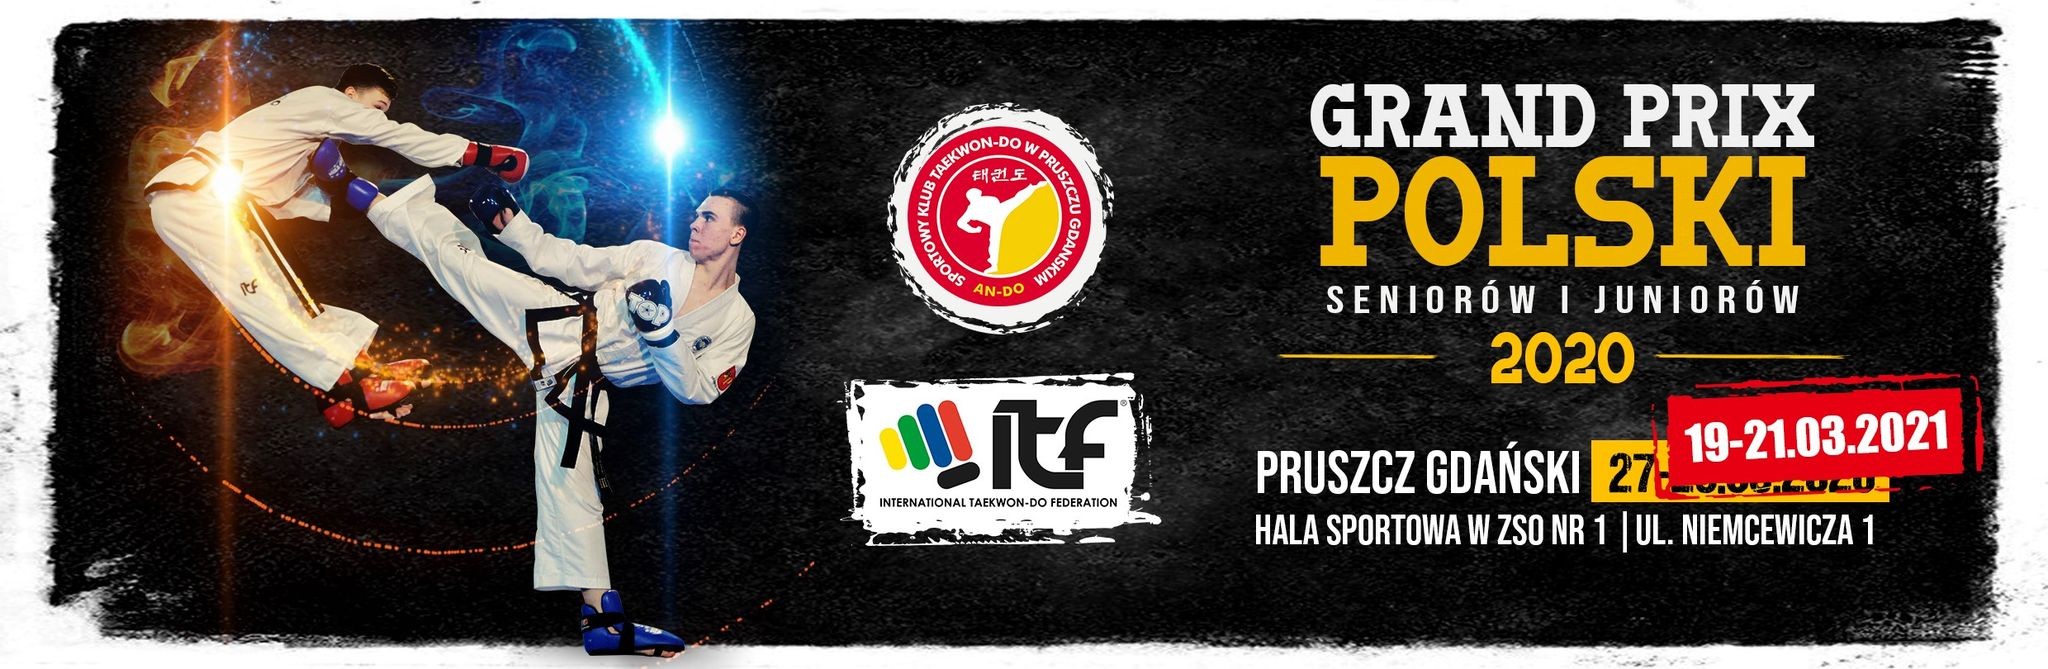 SPORTOWY KLUB TAEKWON-DO W PRUSZCZU GDAŃSKIM
태권도
AN-DO
itf
INTERNATIONAL TAEKWON-DO FEDERATION
GRAND PRIX
POLSKI
SENIORÓW I JUNIORÓW
2020
19-21.03.2021
PRUSZCZ GDAŃSKI 27-
HALA SPORTOWA W ZSO NR 1 | UL. NIEMCEWICZA 1
itf
TOP